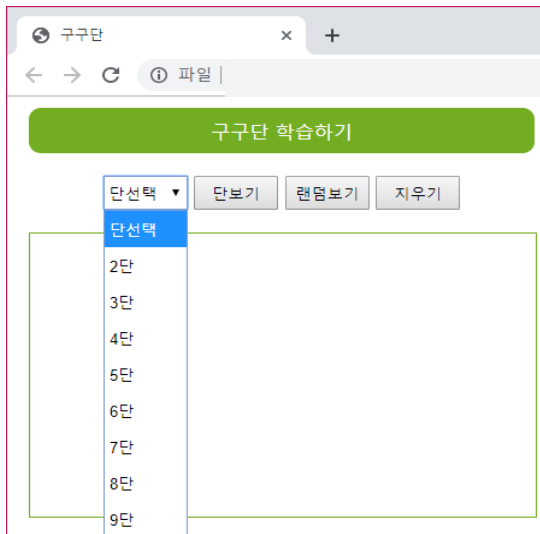 구구단
파일
구구단 학습하기
단선택 단보기 랜덤보기 지우기
단선택
2단
3단
4단
5단
6단
7단
8단
9단